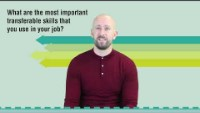 What are the most important
transferable skills that
you use in your job?